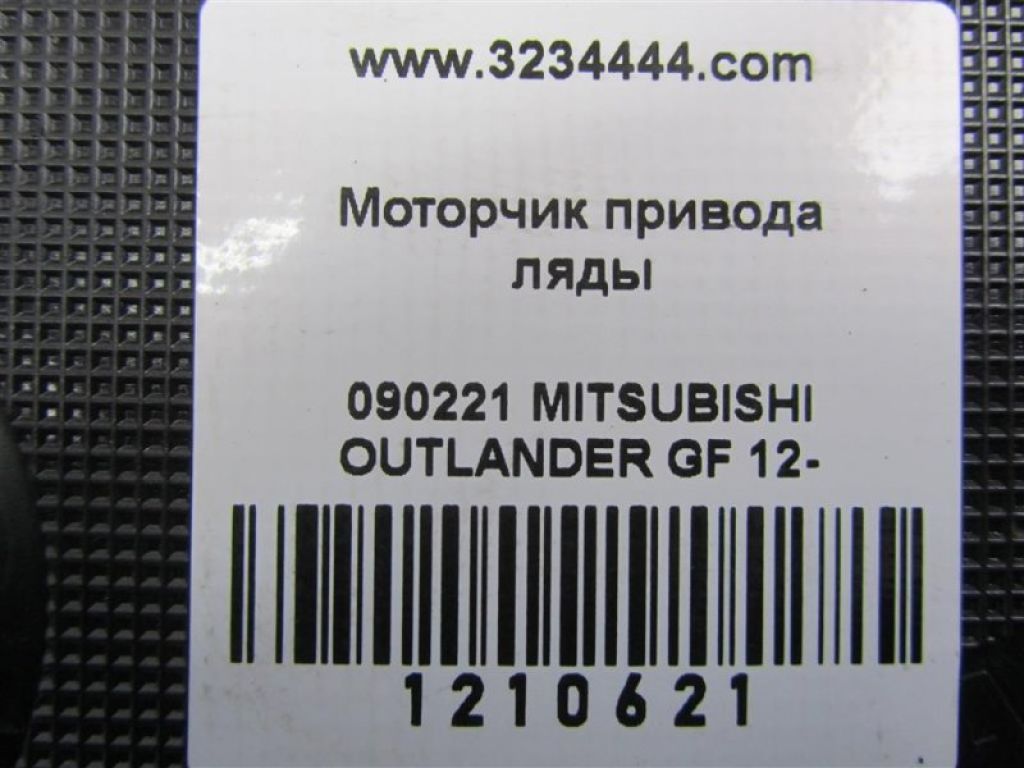 www.3234444.com
Моторчик привода
ляды
090221 MITSUBISHI
OUTLANDER GF 12-
1210621